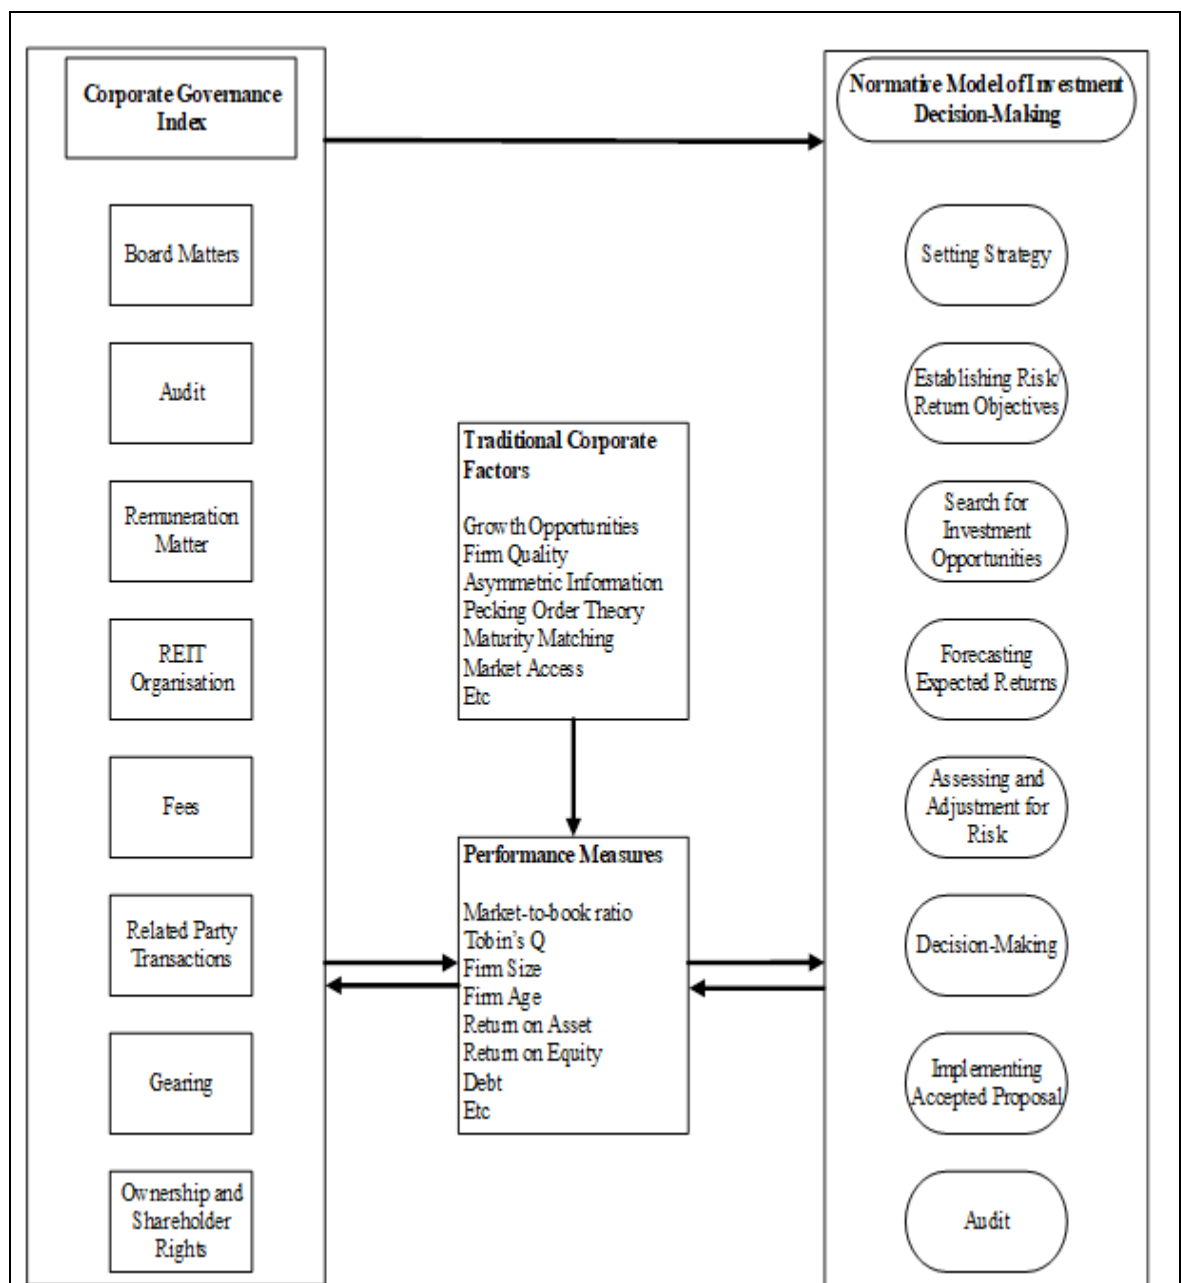 Corporate Governance
Index
Board Matters
Audit
Remuneration
Matter
REIT
Organisation
Fees
Related Party
Transactions
Gearing
Ownership and
Shareholder
Rights
Traditional Corporate
Factors
Growth Opportunities
Firm Quality
Asymmetric Information
Pecking Order Theory
Maturity Matching
Market Access
Etc
Performance Measures
Market-to-book ratio
Tobin's Q
Firm Size
Firm Age
Return on Asset
Return on Equity
Debt
Etc
Normative Model of Investment
Decision-Making
Setting Strategy
Establishing Risk/
Return Objectives
Search for
Investment
Opportunities
Forecasting
Expected Returns
Assessing and
Adjustment for
Risk
Decision-Making
Implementing
Accepted Proposal
Audit